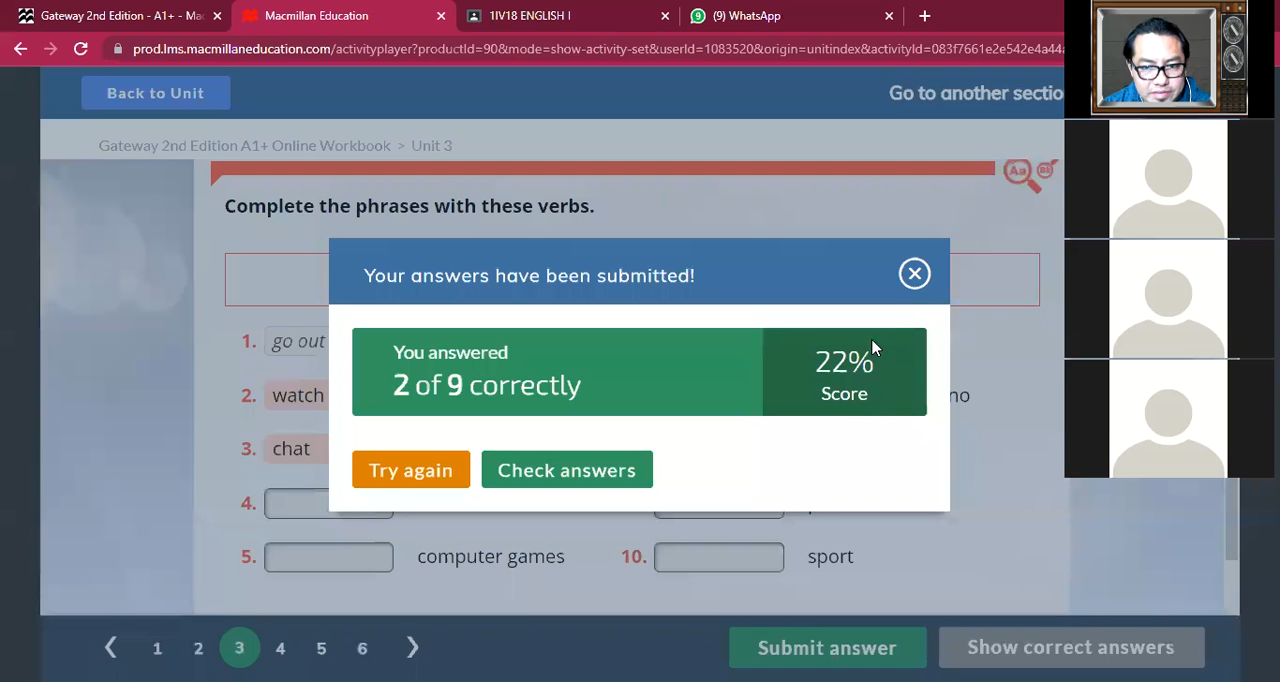 Gateway 2nd Edition - A1+ - Mac
Macmillan Education
1IV18 ENGLISH I
(9) WhatsApp
prod.lms.macmillaneducation.com/activityplayer?productId=90&mode=show-activity-set&userId=1083520&origin=unitindex&activityId=083f7661e2e542e4a44a
Back to Unit
Go to another sectio
Gateway 2nd Edition A1+ Online Workbook > Unit 3
Complete the phrases with these verbs.
Your answers have been submitted!
You answered
2 of 9 correctly
22%
Score
Try again
Check answers
1. go out
2. watch
no
3. chat
4.
5. computer games
10. sport
1 2 3 4 5 6
Submit answer
Show correct answers